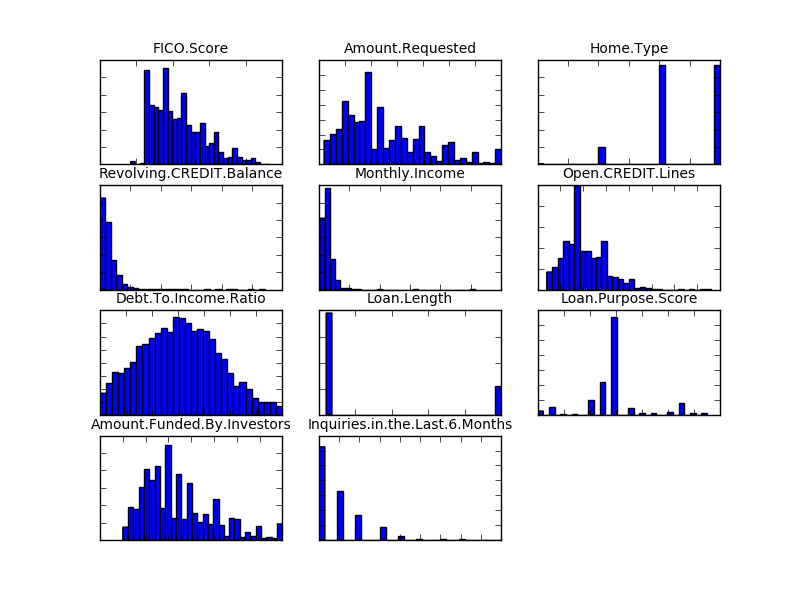 FICO.Score
Amount.Requested
Home.Type
Revolving.CREDIT.Balance
Monthly.Income
Open.CREDIT.Lines
Debt.To.Income.Ratio
Loan.Length
Loan.Purpose.Score
Amount.Funded.By.Investors
Inquiries.in.the.Last.6.Months